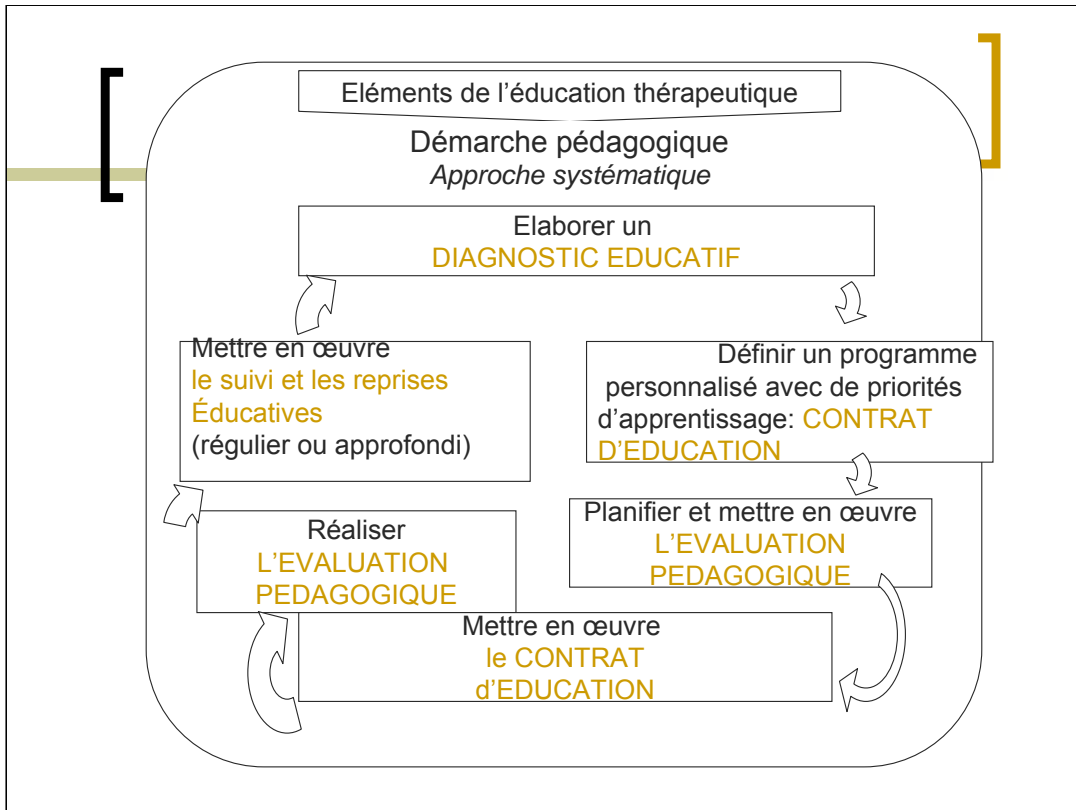 Eléments de l'éducation thérapeutique
Démarche pédagogique
Approche systématique
Elaborer un
DIAGNOSTIC EDUCATIF
Mettre en œuvre
le suivi et les reprises
Éducatives
(régulier ou approfondi)
Définir un programme
personnalisé avec de priorités
d'apprentissage: CONTRAT
D'EDUCATION
Planifier et mettre en œuvre
L'EVALUATION
PEDAGOGIQUE
Réaliser
L'EVALUATION
PEDAGOGIQUE
Mettre en œuvre
le CONTRAT
d'EDUCATION